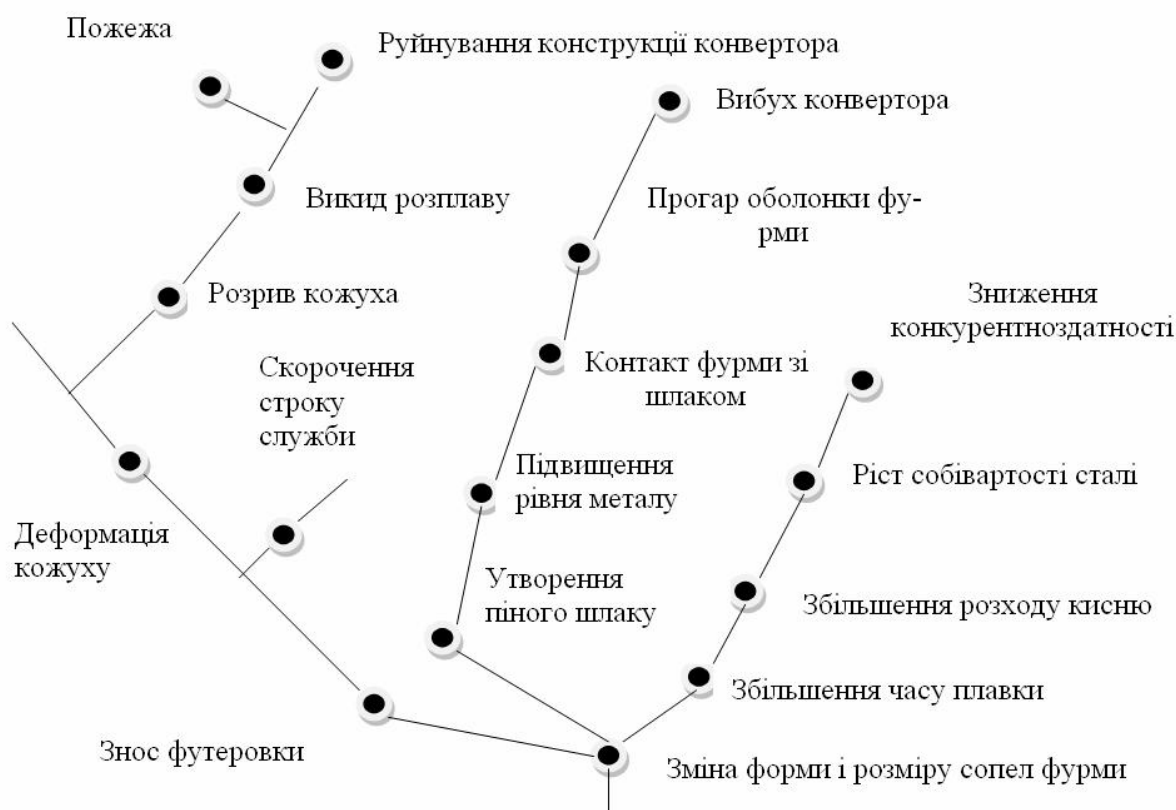 Пожежа
Руйнування конструкції конвертора
Вибух конвертора
Викид розплаву
Прогар оболонки фу-
рми
Розрив кожуха
Зниження
конкурентноздатності
Скорочення
строку
служби
Контакт фурми зі
шлаком
Підвищення
рівня металу
Ріст собівартості сталі
Деформація
кожуху
Утворення
піного шлаку
Збільшення розходу кисню
Збільшення часу плавки
Знос футеровки
Зміна форми і розміру сопел фурми